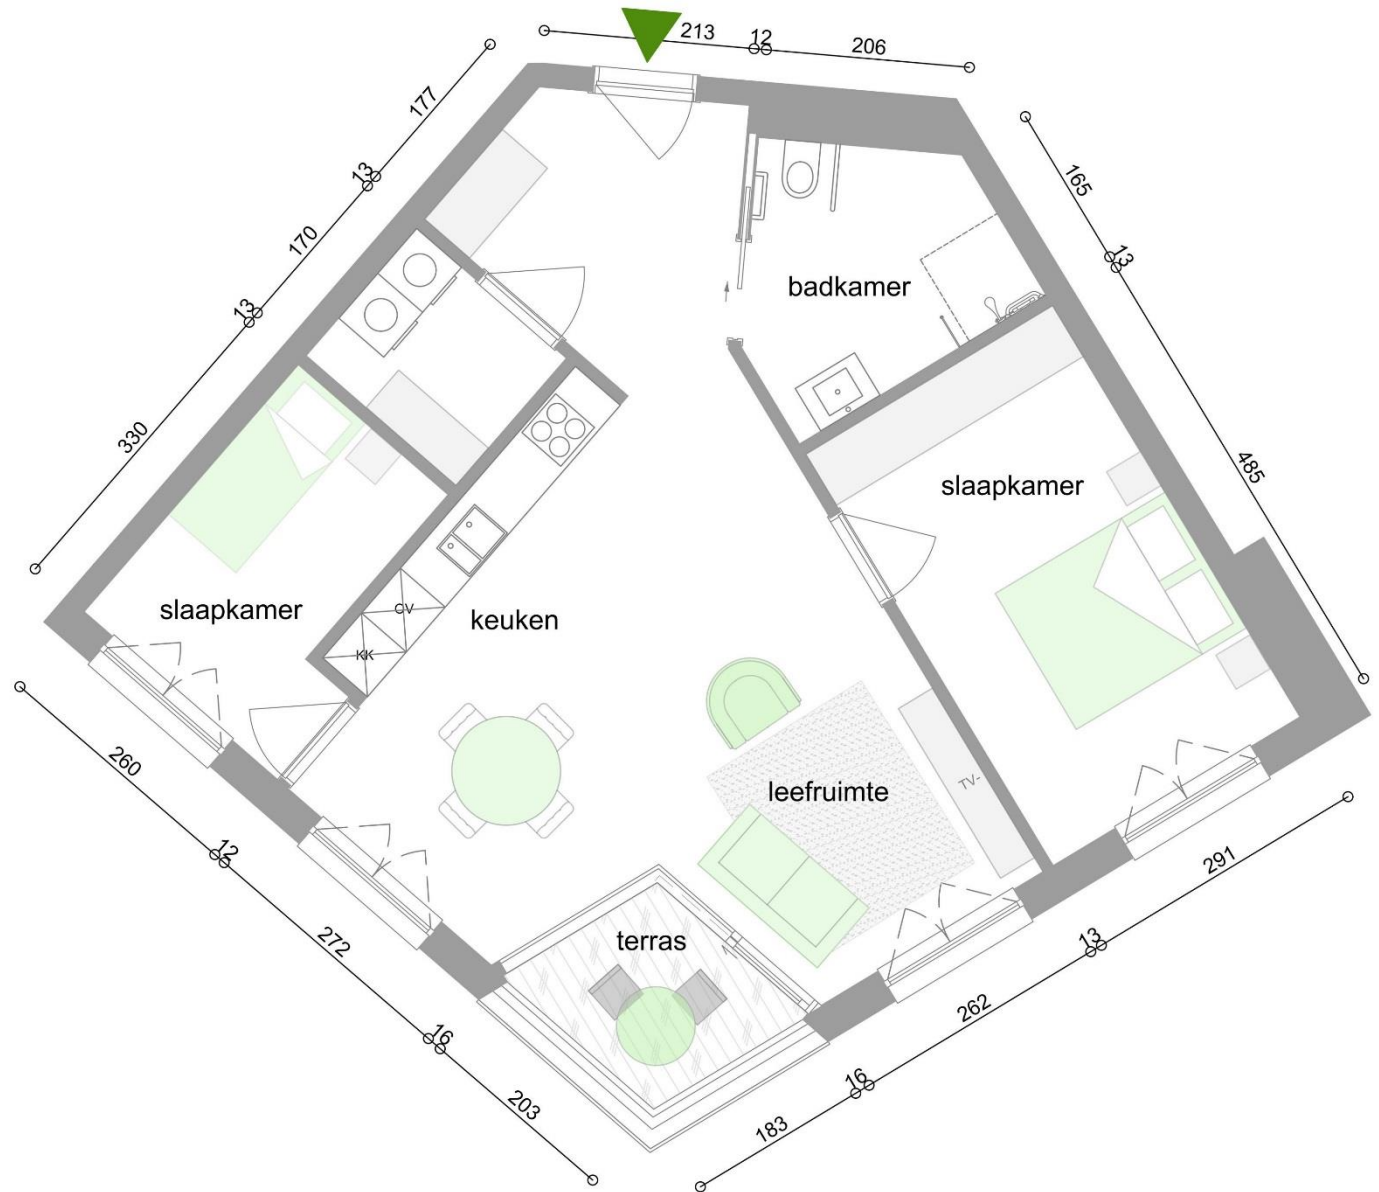 213
12
206
177
13
170
13
330
165
13
485
badkamer
slaapkamer
slaapkamer
keuken
CV
KK
leefruimte
TV-
terras
260
12
272
16
203
291
13
262
16
183